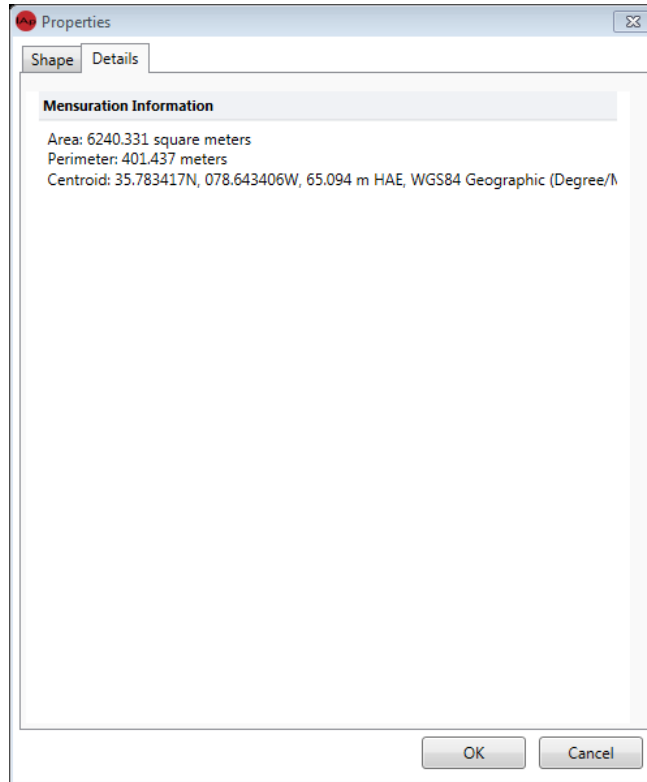 IAp Properties
Shape Details
Mensuration Information
Area: 6240.331 square meters
Perimeter: 401.437 meters
Centroid: 35.783417N, 078.643406W, 65.094 m HAE, WGS84 Geographic (Degree/
OK Cancel